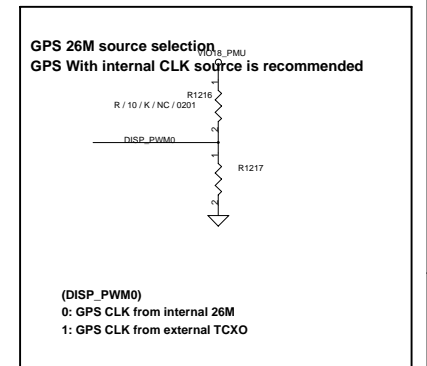 GPS 26M source selection
VIO18_PMU
GPS With internal CLK source is recommended
1
R1216
R / 10 / K / NC / 0201
2
DISP_PWM0
1
R1217
2
(DISP_PWM0)
0: GPS CLK from internal 26M
1: GPS CLK from external TCXO